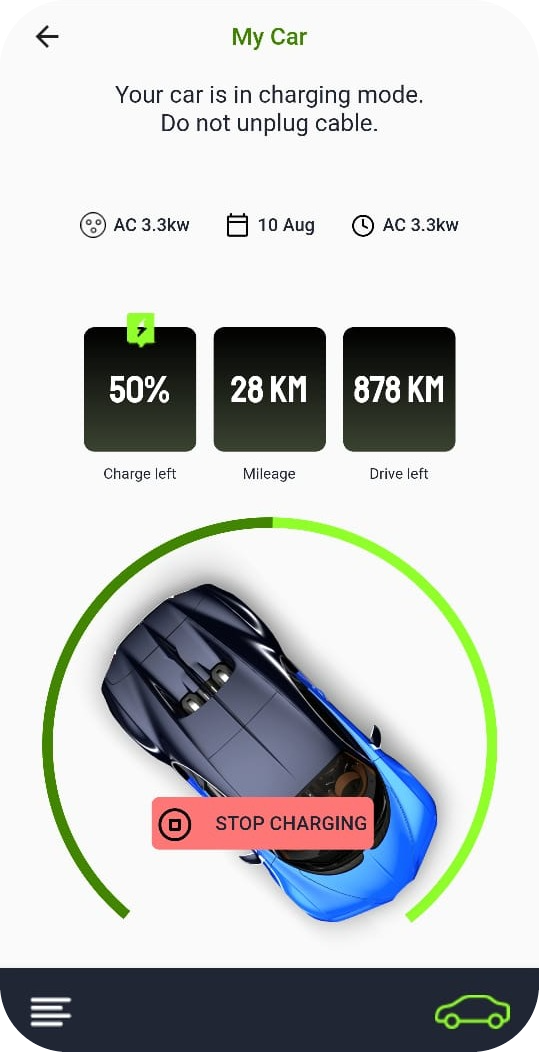 My Car
Your car is in charging mode.
Do not unplug cable.
AC 3.3kw 10 Aug AC 3.3kw
50% 28 KM 878 KM
Charge left Mileage Drive left
STOP CHARGING